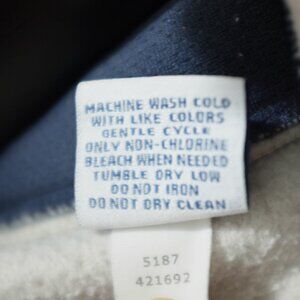 MACHINE WASH COLD
WITH LIKE COLORS
GENTLE CYCLE
ONLY NON-CHLORINE
BLEACH WHEN NEEDED
TUMBLE DRY LOW
DO NOT IRON
DO NOT DRY CLEAN
5187
421692